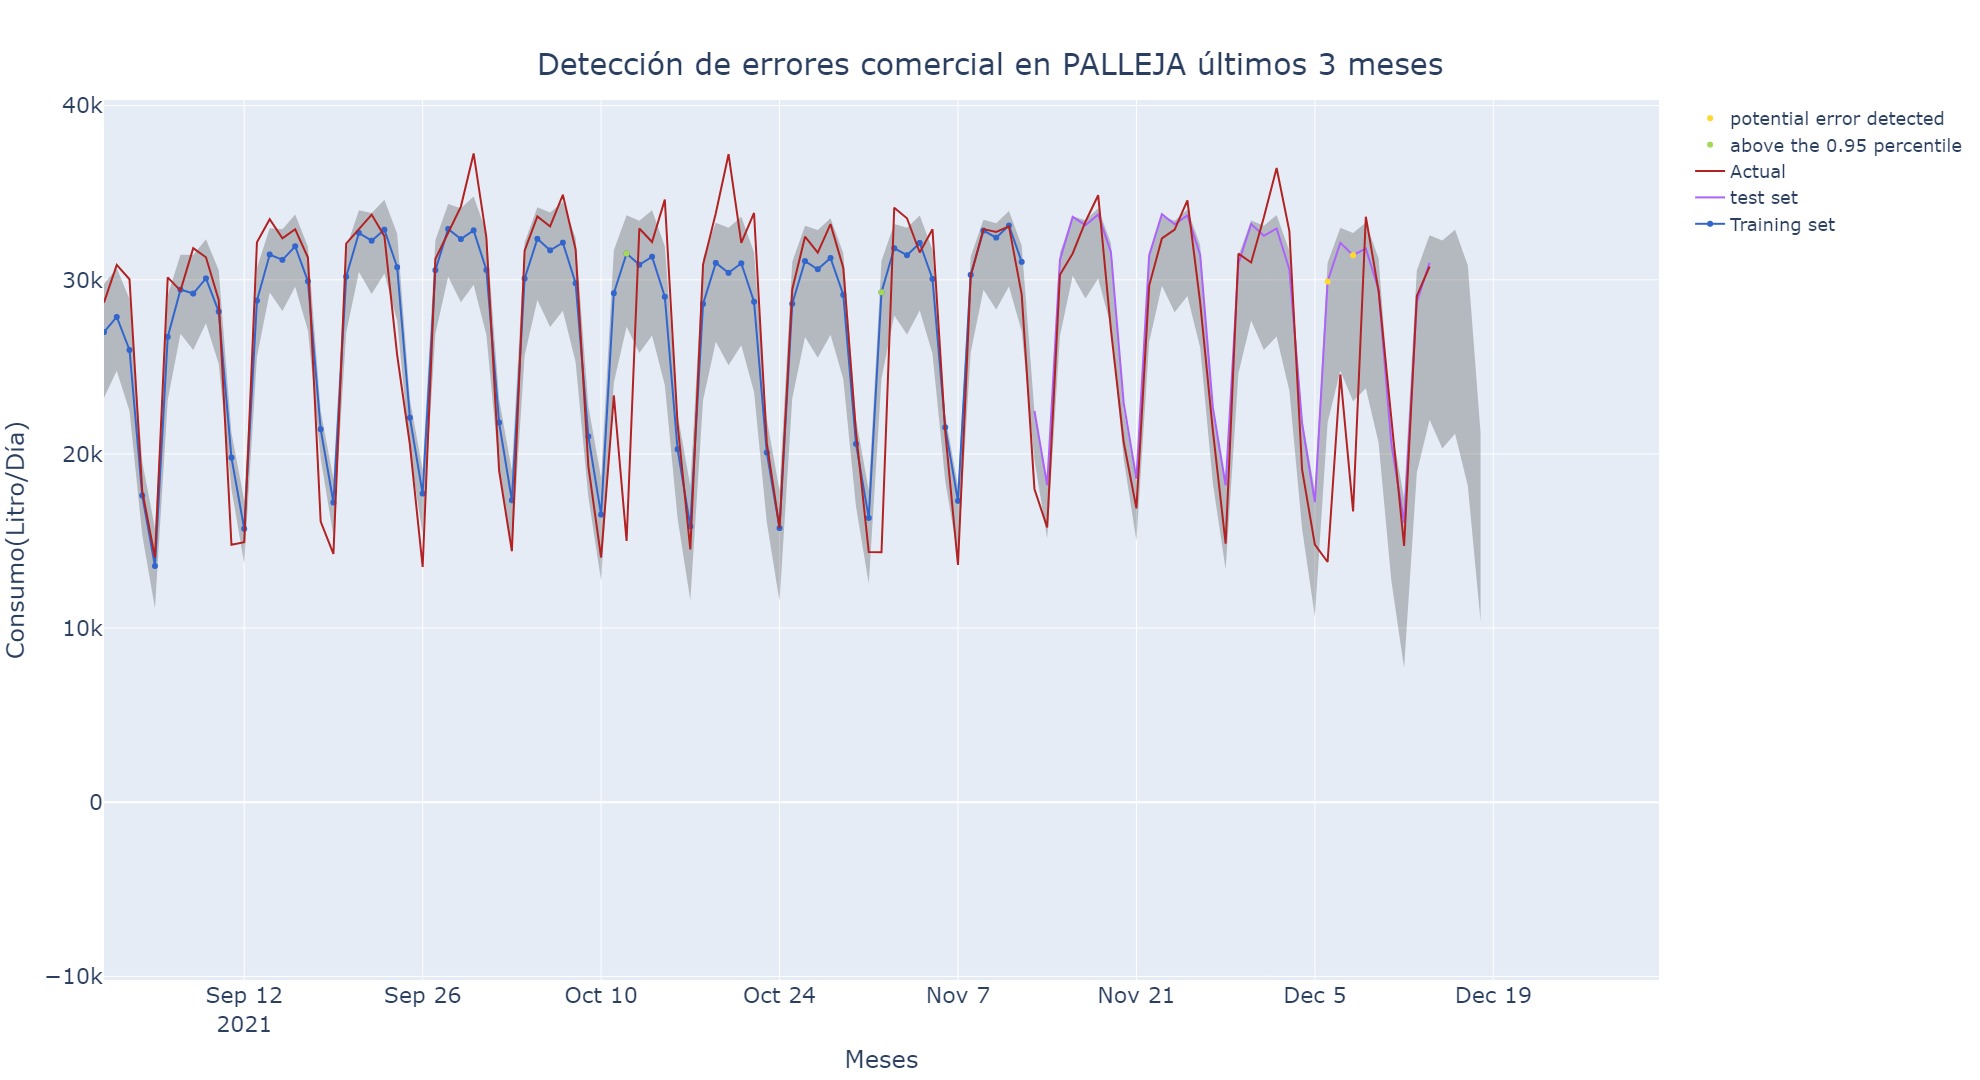 Detección de errores comercial en PALLEJA últimos 3 meses
40k
30k
20k
10k
0
−10k
Consumo(Litro/Día)
Sep 12
2021
Sep 26
Oct 10
Oct 24
Nov 7
Nov 21
Dec 5
Dec 19
Meses
potential error detected
above the 0.95 percentile
Actual
test set
Training set